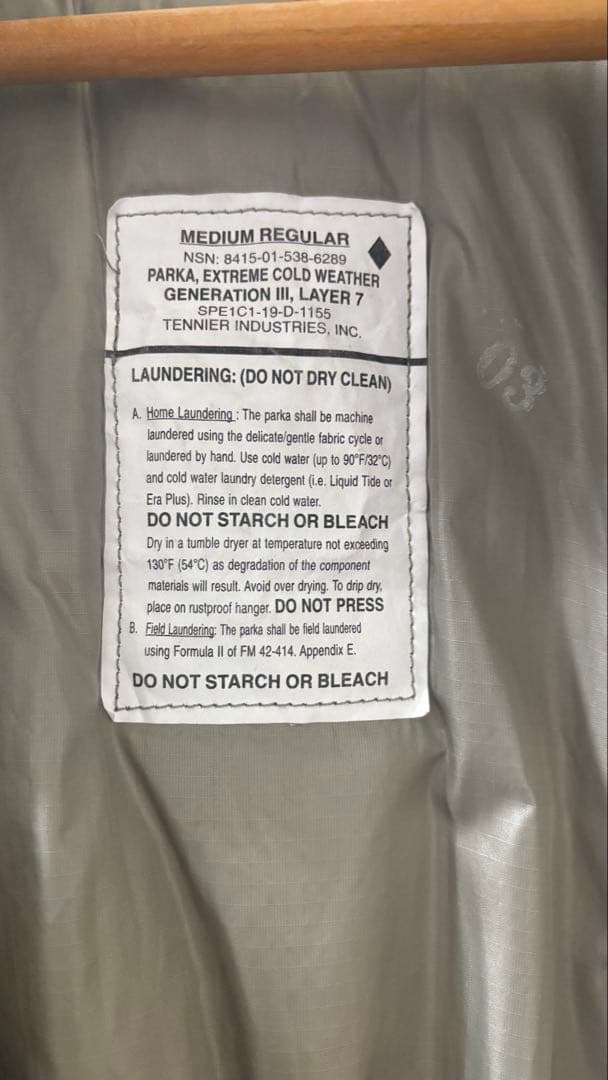 MEDIUM REGULAR
NSN: 8415-01-538-6289
PARKA, EXTREME COLD WEATHER
GENERATION III, LAYER 7
SPE1C1-19-D-1155
TENNIER INDUSTRIES, INC.
LAUNDERING: (DO NOT DRY CLEAN)
A. Home Laundering : The parka shall be machine
laundered using the delicate/gentle fabric cycle or
laundered by hand. Use cold water (up to 90°F/32°C)
and cold water laundry detergent (i.e. Liquid Tide or
Era Plus). Rinse in clean cold water.
DO NOT STARCH OR BLEACH
Dry in a tumble dryer at temperature not exceeding
130°F (54°C) as degradation of the component
materials will result. Avoid over drying. To drip dry,
place on rustproof hanger. DO NOT PRESS
B. Field Laundering: The parka shall be field laundered
using Formula II of FM 42-414. Appendix E.
DO NOT STARCH OR BLEACH
03